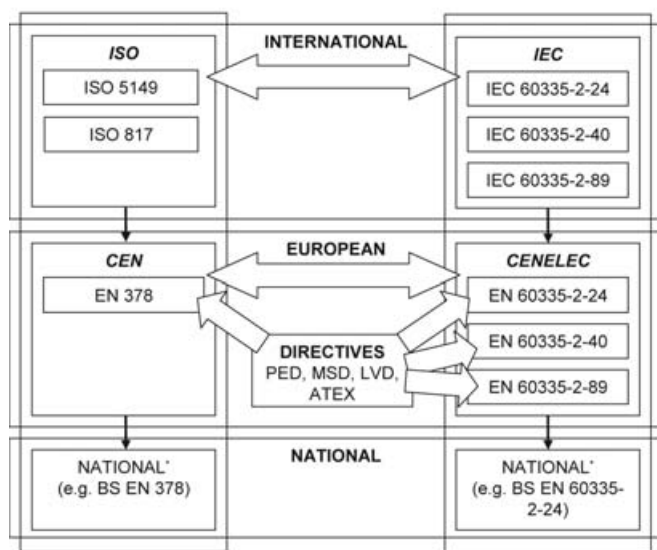 INTERNATIONAL
ISO
ISO 5149
ISO 817
IEC
IEC 60335-2-24
IEC 60335-2-40
IEC 60335-2-89
EUROPEAN
CEN
EN 378
DIRECTIVES
PED, MSD, LVD,
ATEX
CENELEC
EN 60335-2-24
EN 60335-2-40
EN 60335-2-89
NATIONAL
NATIONAL*
(e.g. BS EN 378)
NATIONAL*
(e.g. BS EN 60335-
2-24)